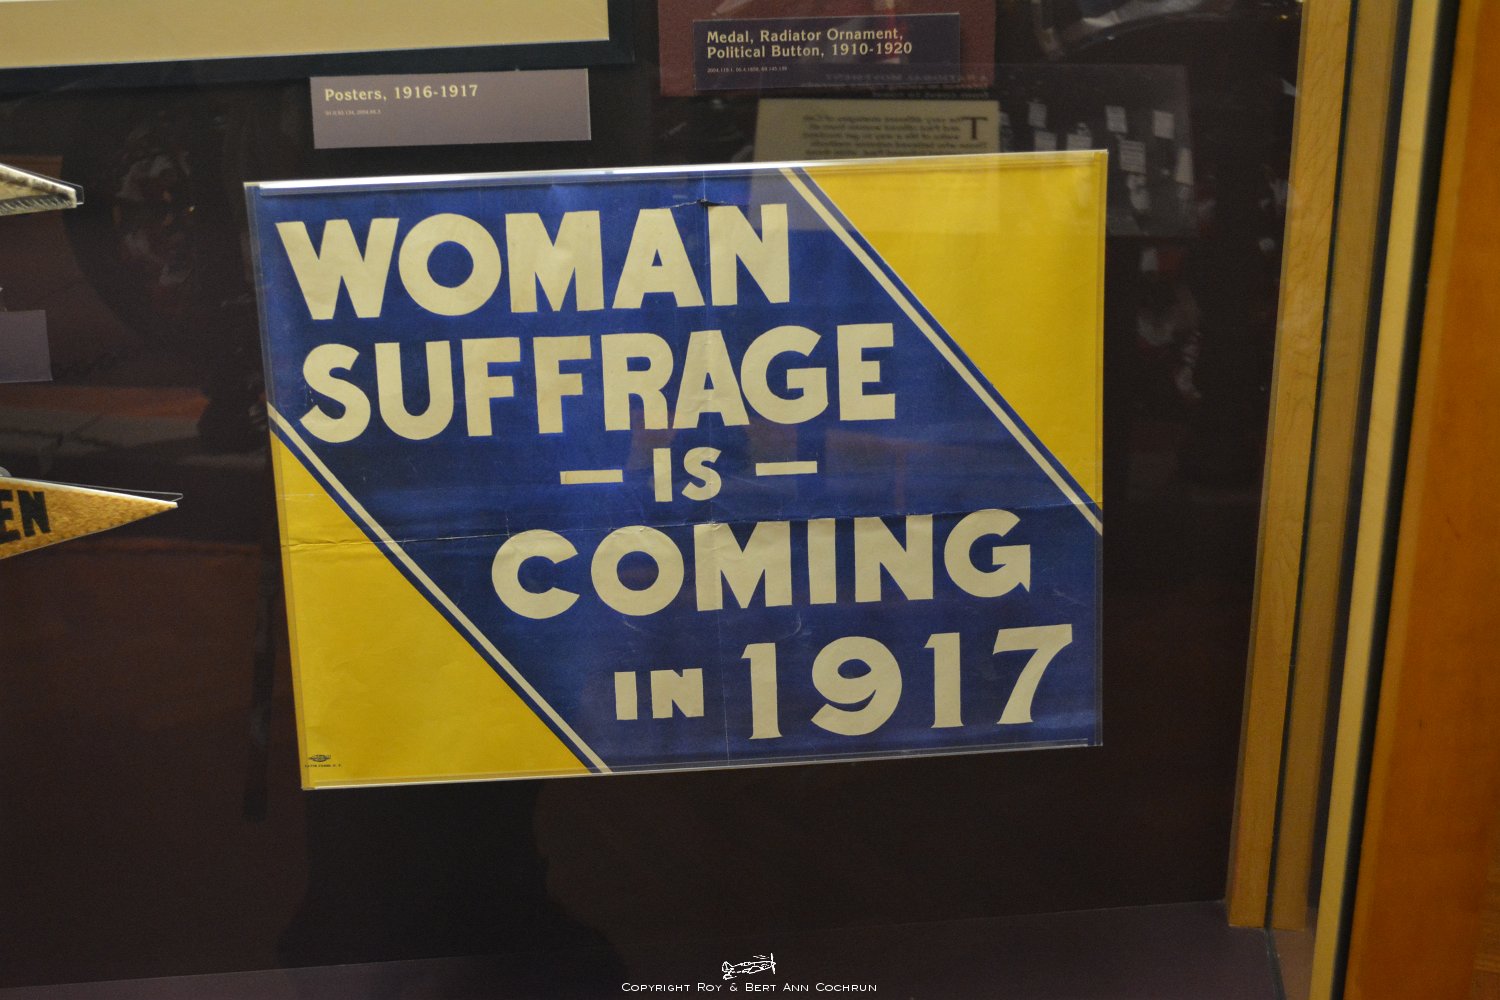 Medal, Radiator Ornament,
Political Button, 1910-1920
Posters, 1916-1917
WOMAN
SUFFRAGE
— IS —
COMING
IN 1917
EN
COPYRIGHT ROY & BERT ANN COCHRUN